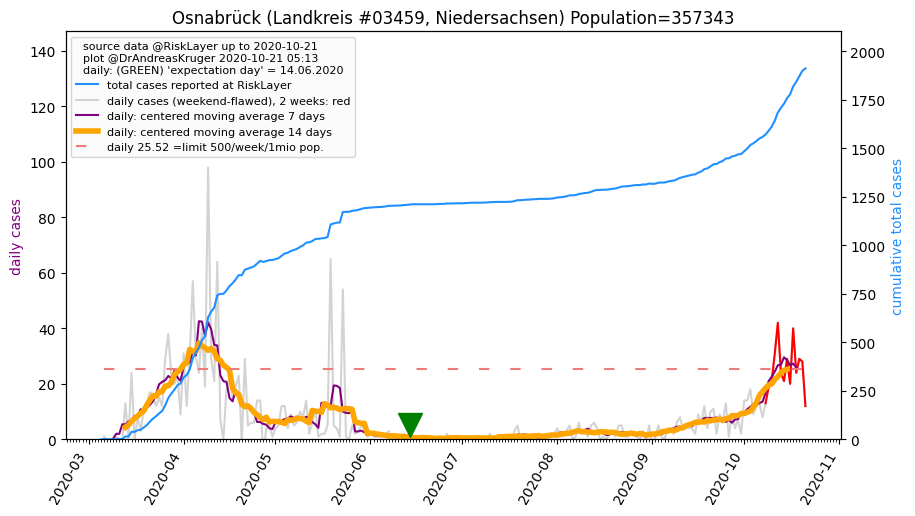 Osnabrück (Landkreis #03459, Niedersachsen) Population=357343
source data @RiskLayer up to 2020-10-21
plot @DrAndreasKruger 2020-10-21 05:13
daily: (GREEN) 'expectation day' = 14.06.2020
total cases reported at RiskLayer
daily cases (weekend-flawed), 2 weeks: red
daily: centered moving average 7 days
daily: centered moving average 14 days
daily 25.52 =limit 500/week/1mio pop.
daily cases
140
120
100
80
60
40
20
0
cumulative total cases
2000
1750
1500
1250
1000
750
500
250
0
2020-03
2020-04
2020-05
2020-06
2020-07
2020-08
2020-09
2020-10
2020-11